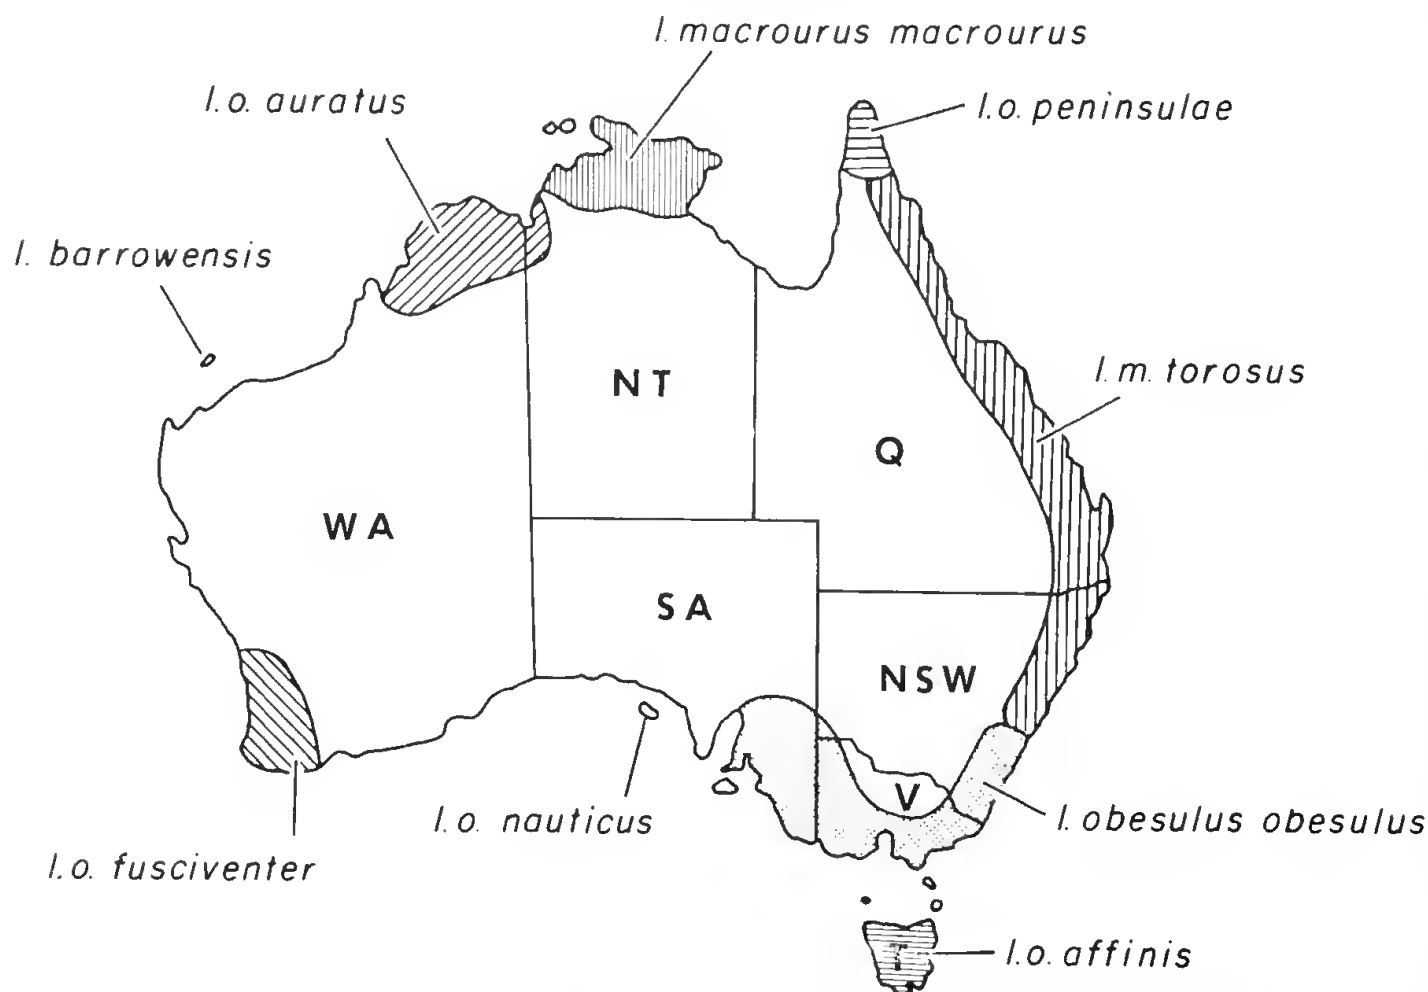 I. macrourus macrourus
I.o. auratus
I.o. peninsulae
I. barrowensis
I.m. torosus
NT
Q
WA
SA
NSW
V
I.o. nauticus
I. obesulus obesulus
I.o. fusciventer
T
I.o. affinis